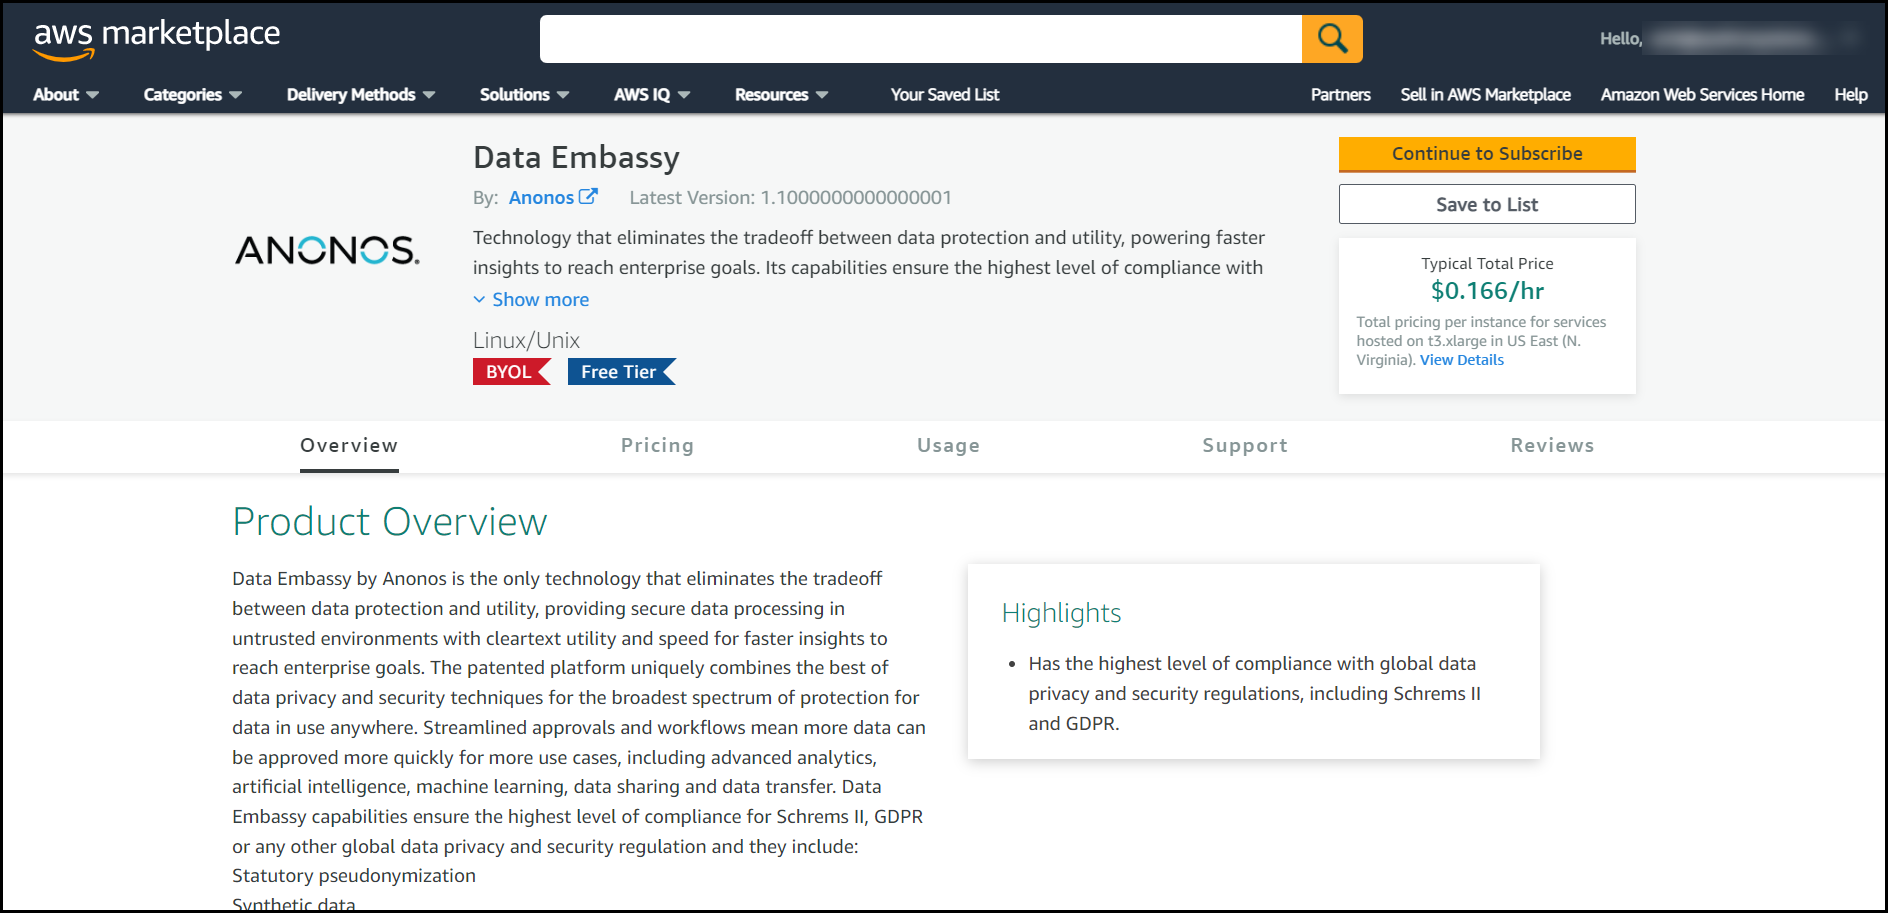 aws marketplace
Hello,
About
Categories
Delivery Methods
Solutions
AWS IQ
Resources
Your Saved List
Partners
Sell in AWS Marketplace
Amazon Web Services Home
Help
ANONOS®
Data Embassy
By: Anonos Latest Version: 1.1000000000000001
Technology that eliminates the tradeoff between data protection and utility, powering faster
insights to reach enterprise goals. Its capabilities ensure the highest level of compliance with
Show more
Linux/Unix
BYOL
Free Tier
Continue to Subscribe
Save to List
Typical Total Price
$0.166/hr
Total pricing per instance for services
hosted on t3.xlarge in US East (N.
Virginia). View Details
Overview
Pricing
Usage
Support
Reviews
Product Overview
Data Embassy by Anonos is the only technology that eliminates the tradeoff
between data protection and utility, providing secure data processing in
untrusted environments with cleartext utility and speed for faster insights to
reach enterprise goals. The patented platform uniquely combines the best of
data privacy and security techniques for the broadest spectrum of protection for
data in use anywhere. Streamlined approvals and workflows mean more data can
be approved more quickly for more use cases, including advanced analytics,
artificial intelligence, machine learning, data sharing and data transfer. Data
Embassy capabilities ensure the highest level of compliance for Schrems II, GDPR
or any other global data privacy and security regulation and they include:
Statutory pseudonymization
Synthetic data
Highlights
• Has the highest level of compliance with global data
privacy and security regulations, including Schrems II
and GDPR.